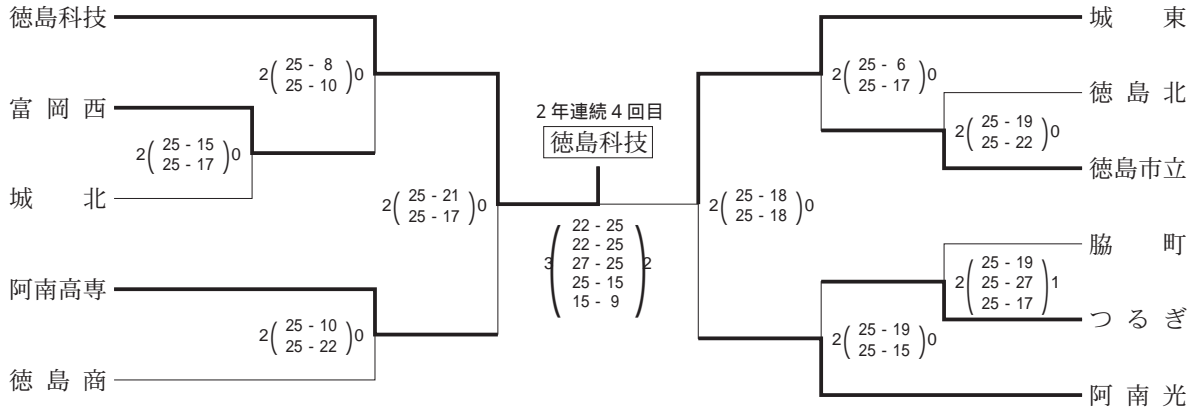 徳島科技
2( 25 - 8 )0
25 - 10
富岡西
2( 25 - 15 )0
25 - 17
城北
2( 25 - 21 )0
25 - 17
阿南高専
2( 25 - 10 )0
25 - 22
徳島商
2年連続4回目
徳島科技
3( 22 - 25 )2
22 - 25
27 - 25
25 - 15
15 - 9
城東
2( 25 - 6 )0
25 - 17
徳島北
2( 25 - 19 )0
25 - 22
徳島市立
2( 25 - 18 )0
25 - 18
脇町
2( 25 - 19 )1
25 - 27
25 - 17
つるぎ
2( 25 - 19 )0
25 - 15
阿南光